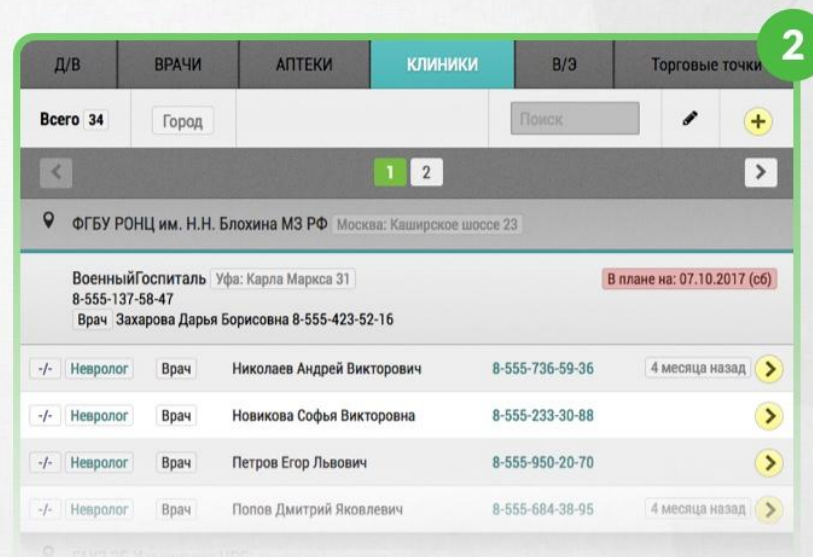 2
Д/В ВРАЧИ АПТЕКИ КЛИНИКИ В/Э Торговые точки
Всего 34 Город Поиск
1 2
ФГБУ РОНЦ им. Н.Н. Блохина МЗ РФ Москва: Каширское шоссе 23
ВоенныйГоспиталь Уфа: Карла Маркса 31 В плане на: 07.10.2017 (сб)
8-555-137-58-47
Врач Захарова Дарья Борисовна 8-555-423-52-16
-/- Невролог Врач Николаев Андрей Викторович 8-555-736-59-36 4 месяца назад
-/- Невролог Врач Новикова Софья Викторовна 8-555-233-30-88
-/- Невролог Врач Петров Егор Львович 8-555-950-20-70
-/- Невролог Врач Попов Дмитрий Яковлевич 8-555-684-38-95 4 месяца назад